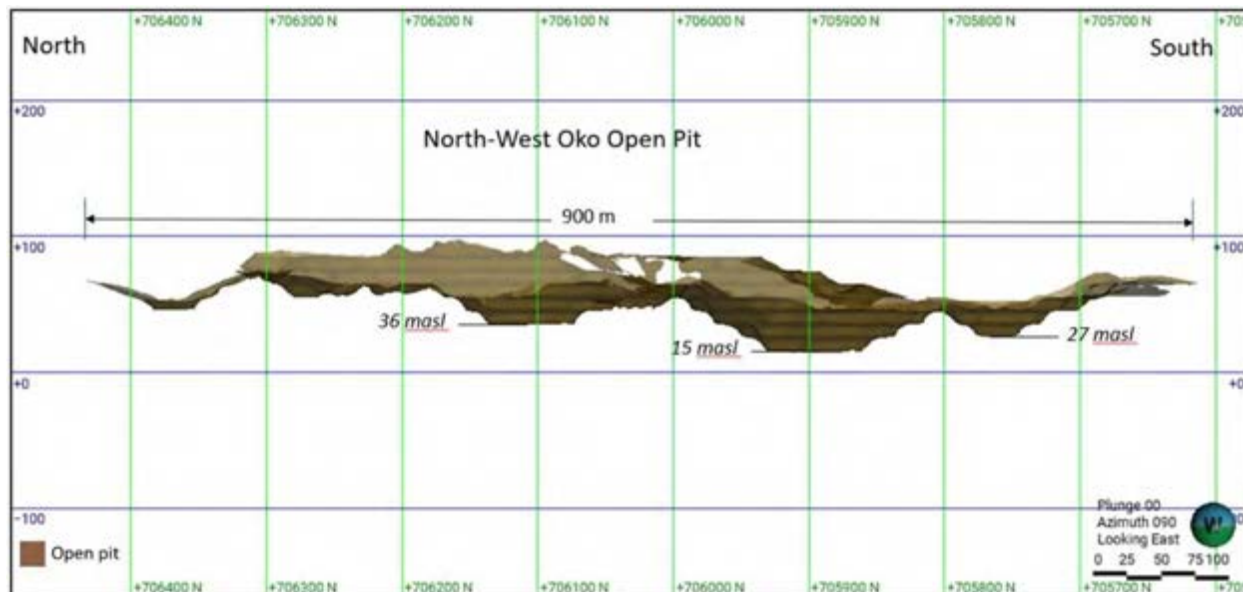 +706400 N +706300 N +706200 N +706100 N +706000 N +705900 N +705800 N +705700 N +705
North South
+200 +200
North-West Oko Open Pit
900 m
+100 +100
36 masl
15 masl
27 masl
+0 +0
-100
Plunge 00
Azimuth 090
Looking East
W
Open pit
0 25 50 75 100
+706400 N +706300 N +706200 N +706100 N +706000 N +705900 N +705800 N +705700 N